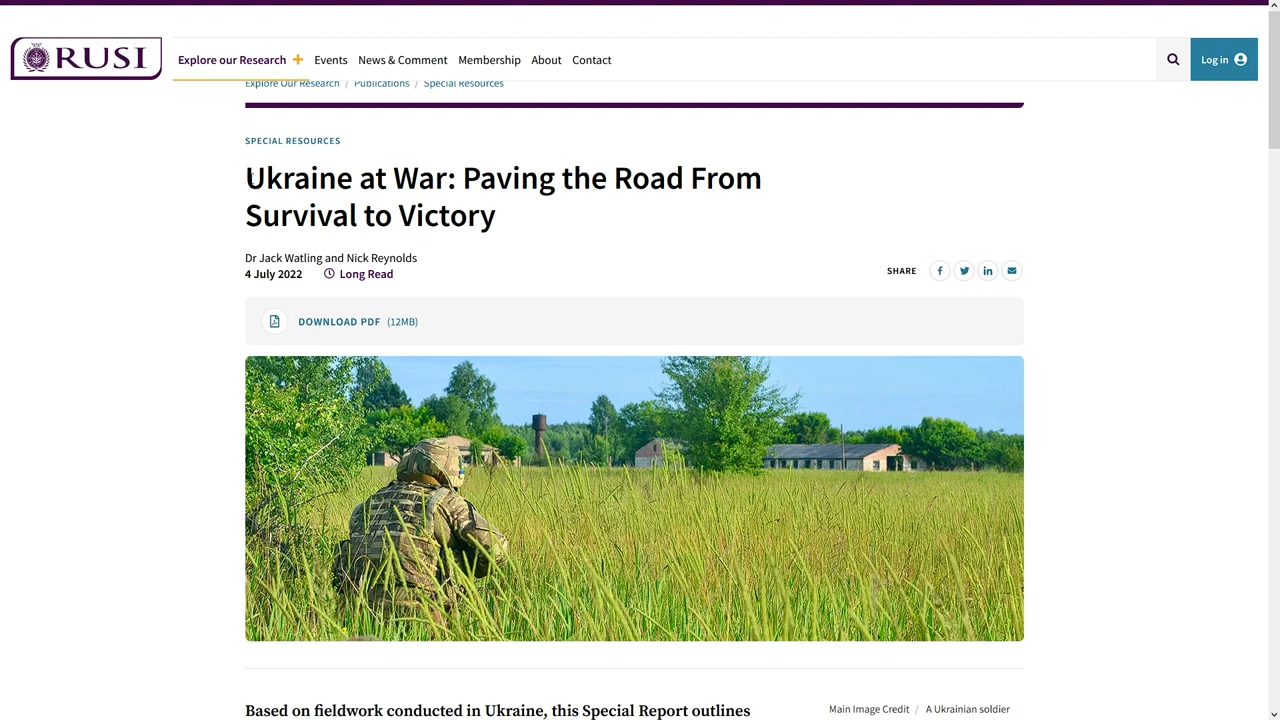 RUSI
Explore our Research + Events News & Comment Membership About Contact
Log in
Explore Our Research / Publications / Special Resources
SPECIAL RESOURCES
Ukraine at War: Paving the Road From
Survival to Victory
Dr Jack Watling and Nick Reynolds
4 July 2022 Long Read
SHARE
DOWNLOAD PDF (12MB)
Based on fieldwork conducted in Ukraine, this Special Report outlines
Main Image Credit / A Ukrainian soldier